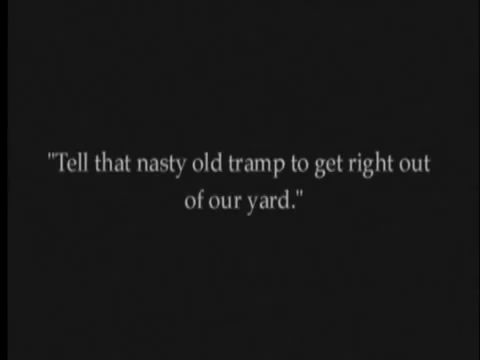 "Tell that nasty old tramp to get right out
of our yard."